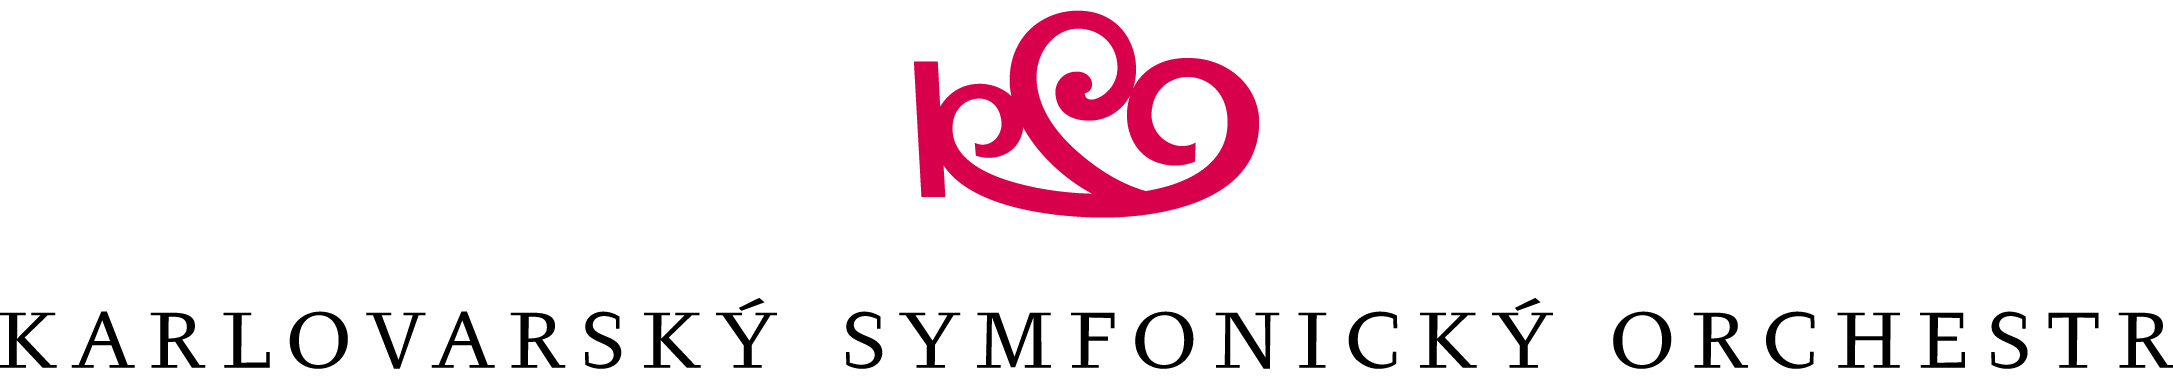 KARLOVARSKÝ SYMFONICKÝ ORCHESTR